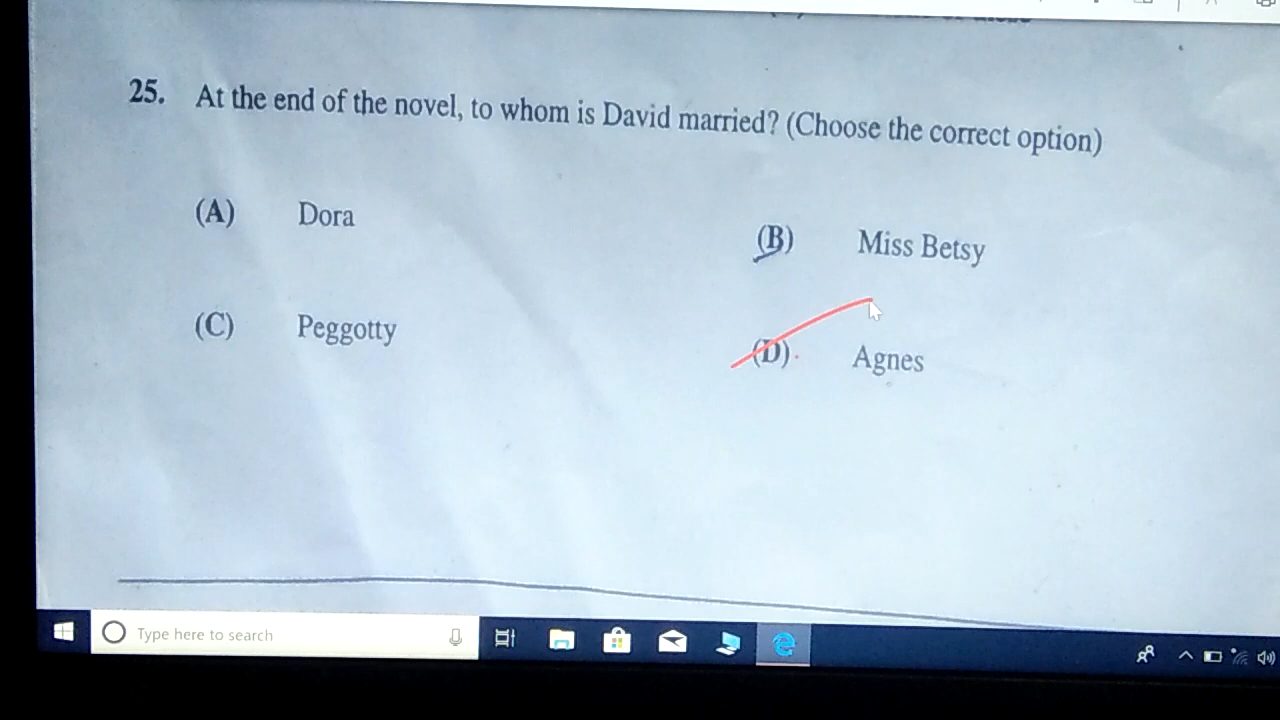 25. At the end of the novel, to whom is David married? (Choose the correct option)
(A) Dora
(B) Miss Betsy
(C) Peggotty
(D). Agnes
Type here to search